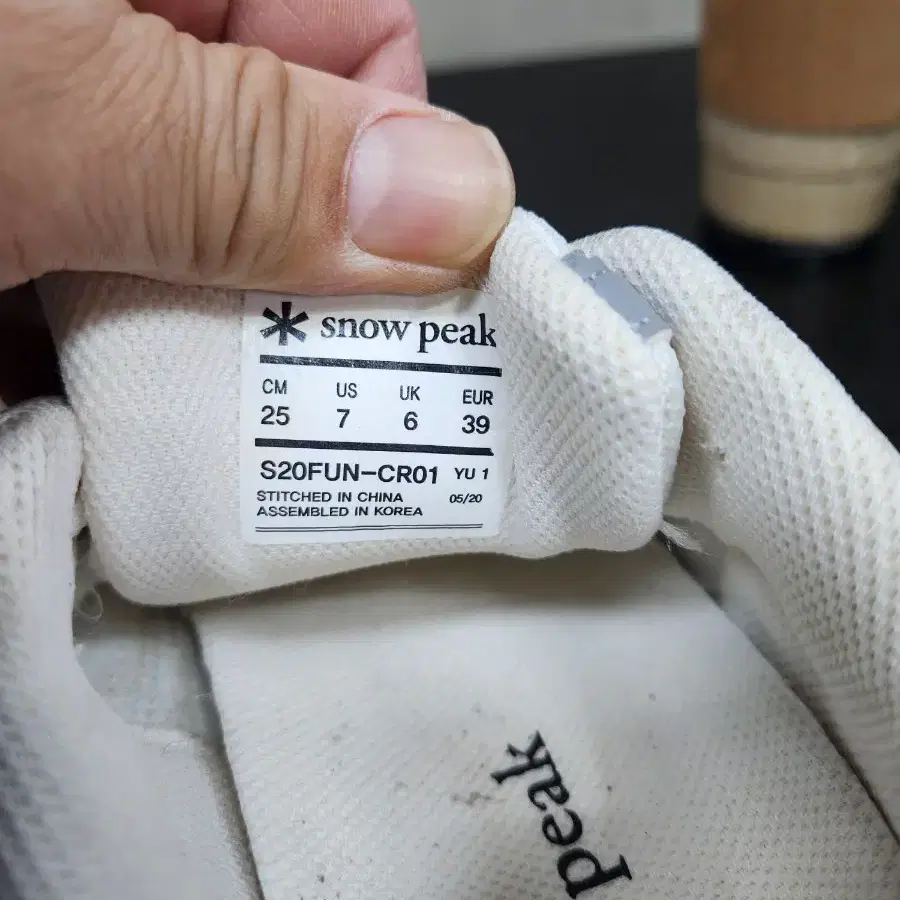 snow peak
CM US UK EUR
25 7 6 39
S20FUN-CR01 YU 1
STITCHED IN CHINA 05/20
ASSEMBLED IN KOREA
peak